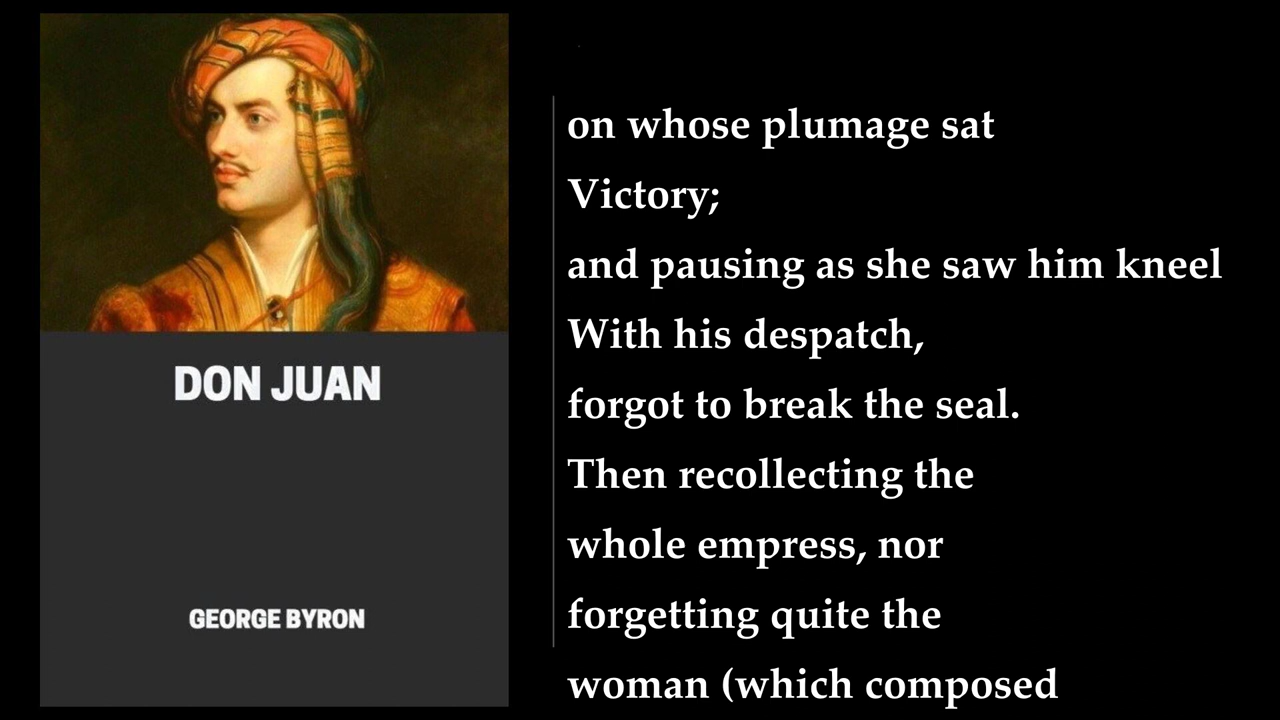 DON JUAN
GEORGE BYRON
on whose plumage sat
Victory;
and pausing as she saw him kneel
With his despatch,
forgot to break the seal.
Then recollecting the
whole empress, nor
forgetting quite the
woman (which composed